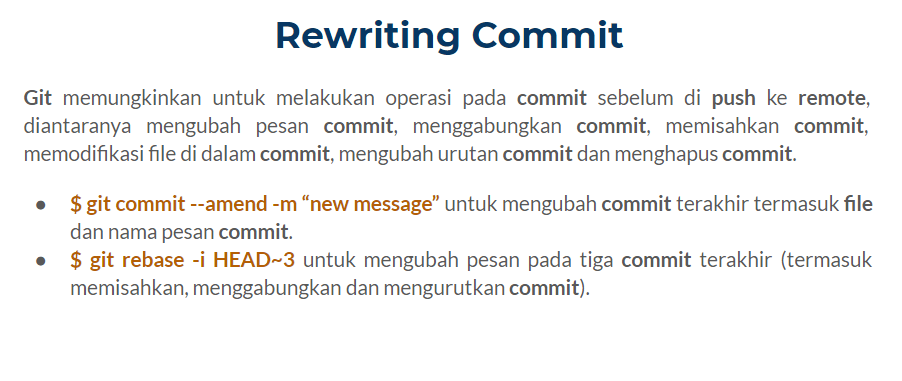 Rewriting Commit
Git memungkinkan untuk melakukan operasi pada commit sebelum di push ke remote,
diantaranya mengubah pesan commit, menggabungkan commit, memisahkan commit,
memodifikasi file di dalam commit, mengubah urutan commit dan menghapus commit.
● $ git commit --amend -m “new message” untuk mengubah commit terakhir termasuk file
dan nama pesan commit.
● $ git rebase -i HEAD~3 untuk mengubah pesan pada tiga commit terakhir (termasuk
memisahkan, menggabungkan dan mengurutkan commit).